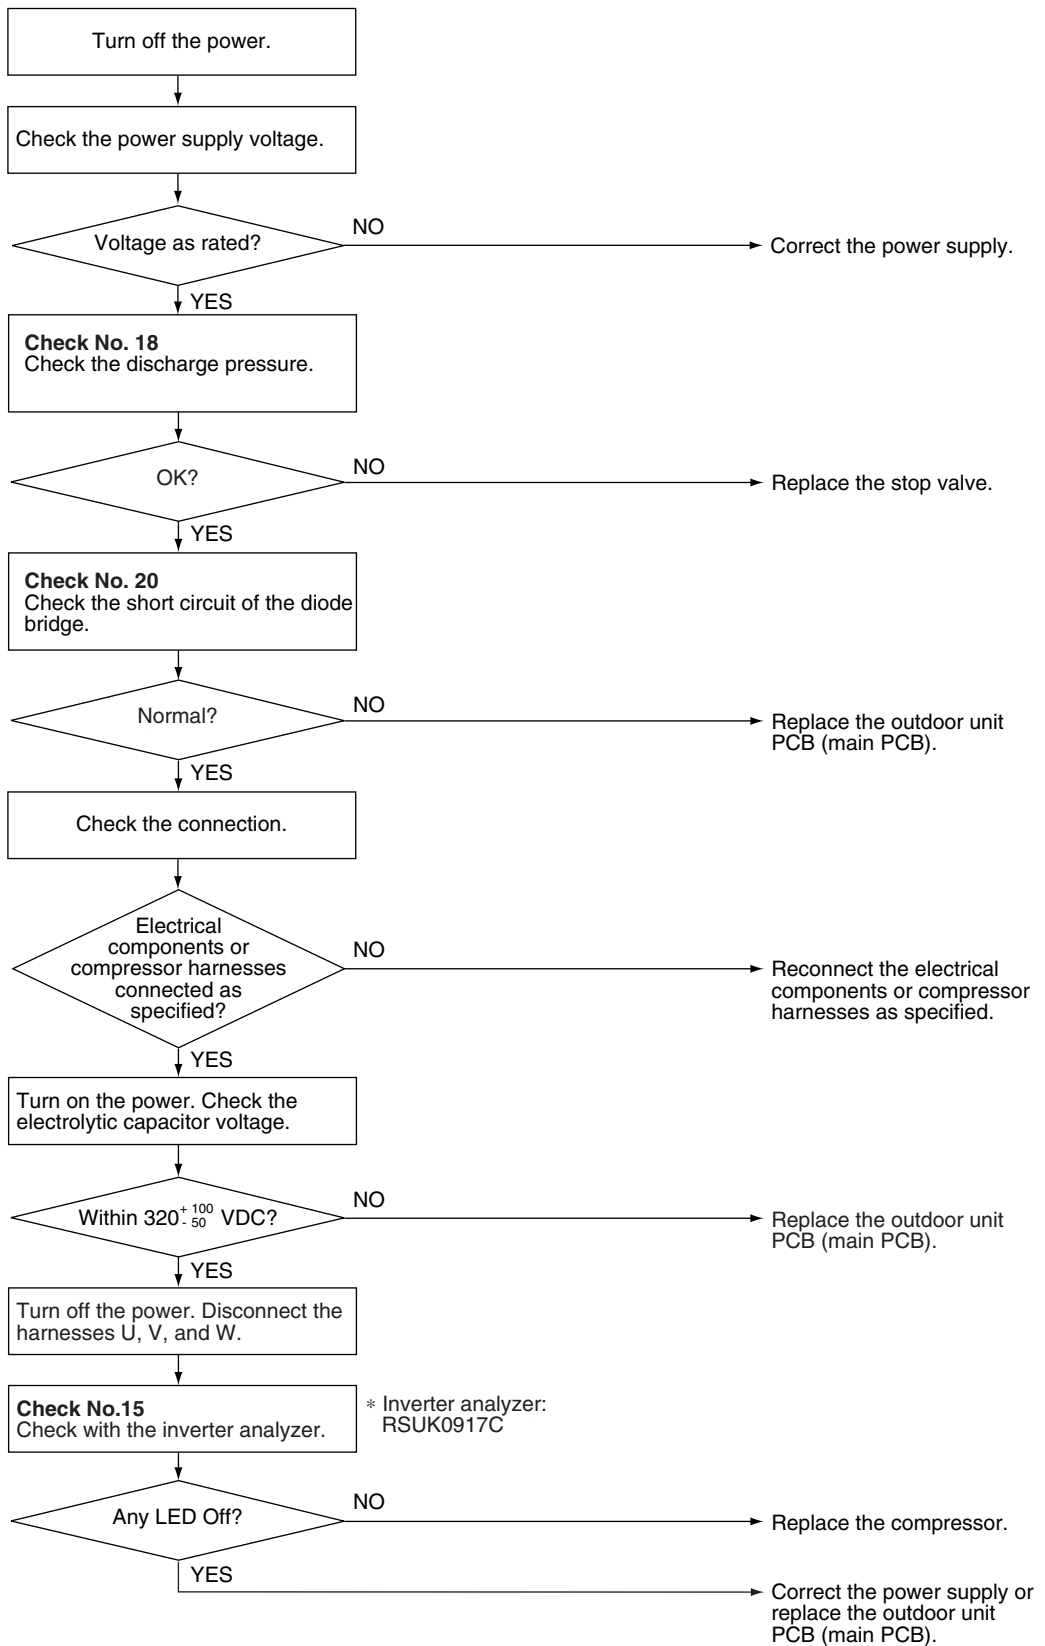 Turn off the power.
Check the power supply voltage.
Voltage as rated?
NO
Correct the power supply.
YES
Check No. 18
Check the discharge pressure.
OK?
NO
Replace the stop valve.
YES
Check No. 20
Check the short circuit of the diode
bridge.
Normal?
NO
Replace the outdoor unit
PCB (main PCB).
YES
Check the connection.
Electrical
components or
compressor harnesses
connected as
specified?
NO
Reconnect the electrical
components or compressor
harnesses as specified.
YES
Turn on the power. Check the
electrolytic capacitor voltage.
Within 320 + 100 - 50 VDC?
NO
Replace the outdoor unit
PCB (main PCB).
YES
Turn off the power. Disconnect the
harnesses U, V, and W.
Check No.15
Check with the inverter analyzer.
* Inverter analyzer:
RSUK0917C
Any LED Off?
NO
Replace the compressor.
YES
Correct the power supply or
replace the outdoor unit
PCB (main PCB).